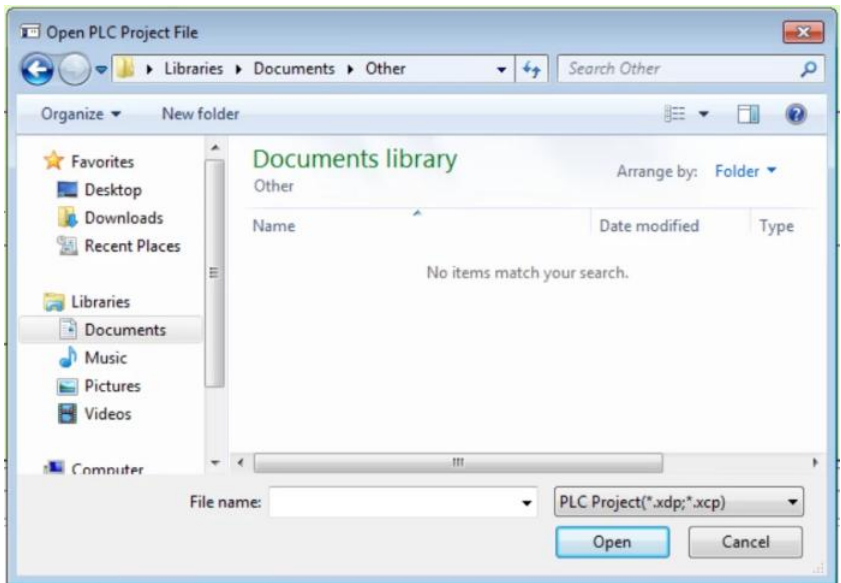 Open PLC Project File
Libraries Documents Other
Search Other
Organize New folder
Favorites
Desktop
Downloads
Recent Places
Libraries
Documents
Music
Pictures
Videos
Computer
Documents library
Other
Arrange by: Folder
Name Date modified Type
No items match your search.
File name:
PLC Project(*.xdp;*.xcp)
Open Cancel